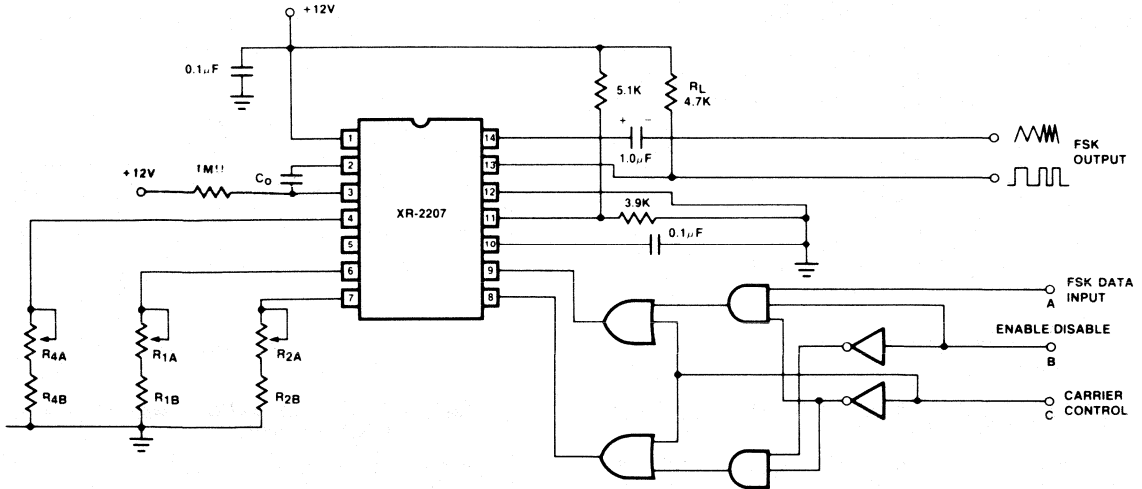 +12V
0.1μF
5.1K
RL
4.7K
+ −
1.0μF
FSK
OUTPUT
1
2
3
4
5
6
7
14
13
12
11
10
9
8
XR-2207
+12V
1MΩ
CO
3.9K
0.1μF
R4A
R4B
R1A
R1B
R2A
R2B
A
FSK DATA
INPUT
ENABLE DISABLE
B
C
CARRIER
CONTROL